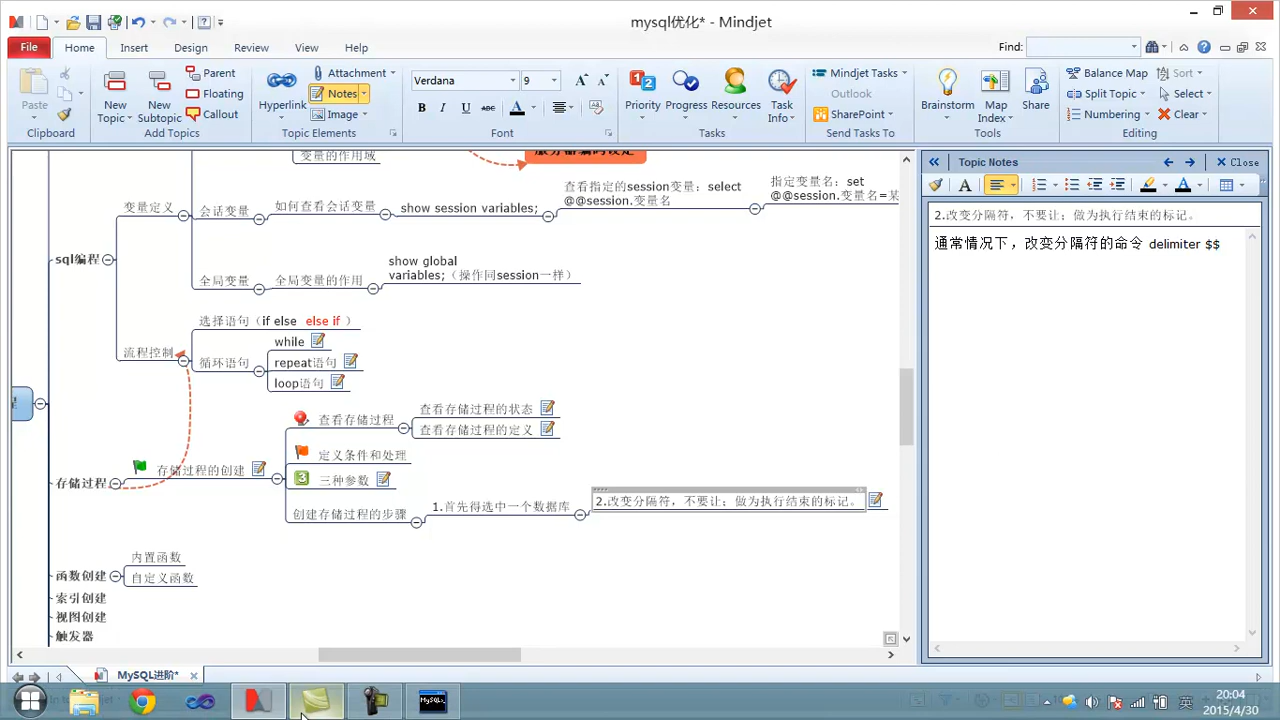 mysql优化* - Mindjet
File
Home
Insert
Design
Review
View
Help
Find:
Paste
Clipboard
New Topic
New Subtopic
Parent
Floating
Callout
Add Topics
Hyperlink
Attachment
Notes
Image
Topic Elements
Verdana
9
B I U abc A
Font
Priority
Progress
Resources
Task Info
Tasks
Mindjet Tasks
Outlook
SharePoint
Send Tasks To
Brainstorm
Map Index
Share
Tools
Balance Map
Split Topic
Numbering
Sort
Select
Clear
Editing
变量的作用域
服务器编码设定
变量定义
会话变量
如何查看会话变量
show session variables;
查看指定的session变量：select
@@session.变量名
指定变量名：set
@@session.变量名=某
sql编程
全局变量
全局变量的作用
show global
variables;（操作同session一样）
流程控制
选择语句（if else else if ）
循环语句
while
repeat语句
loop语句
存储过程
存储过程的创建
查看存储过程
查看存储过程的状态
查看存储过程的定义
定义条件和处理
3
三种参数
创建存储过程的步骤
1.首先得选中一个数据库
2.改变分隔符，不要让；做为执行结束的标记。
函数创建
内置函数
自定义函数
索引创建
视图创建
触发器
Topic Notes
Close
2.改变分隔符，不要让；做为执行结束的标记。
通常情况下，改变分隔符的命令 delimiter $$
MySQL进阶*
MySQL
英
20:04
2015/4/30